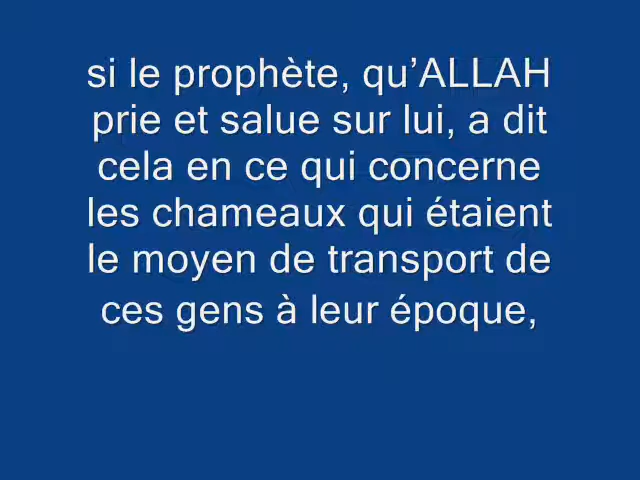 si le prophète, qu’ALLAH
prie et salue sur lui, a dit
cela en ce qui concerne
les chameaux qui étaient
le moyen de transport de
ces gens à leur époque,